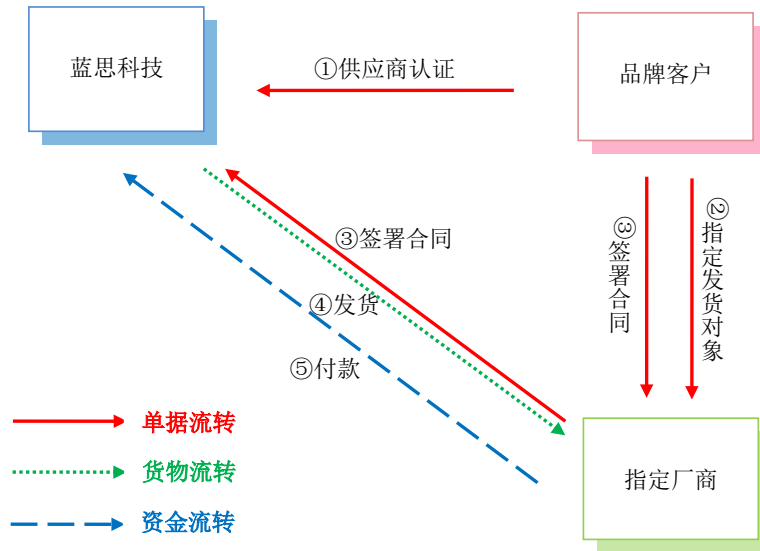 蓝思科技
①供应商认证
品牌客户
③签署合同
②指定发货对象
③签署合同
④发货
⑤付款
单据流转
货物流转
资金流转
指定厂商